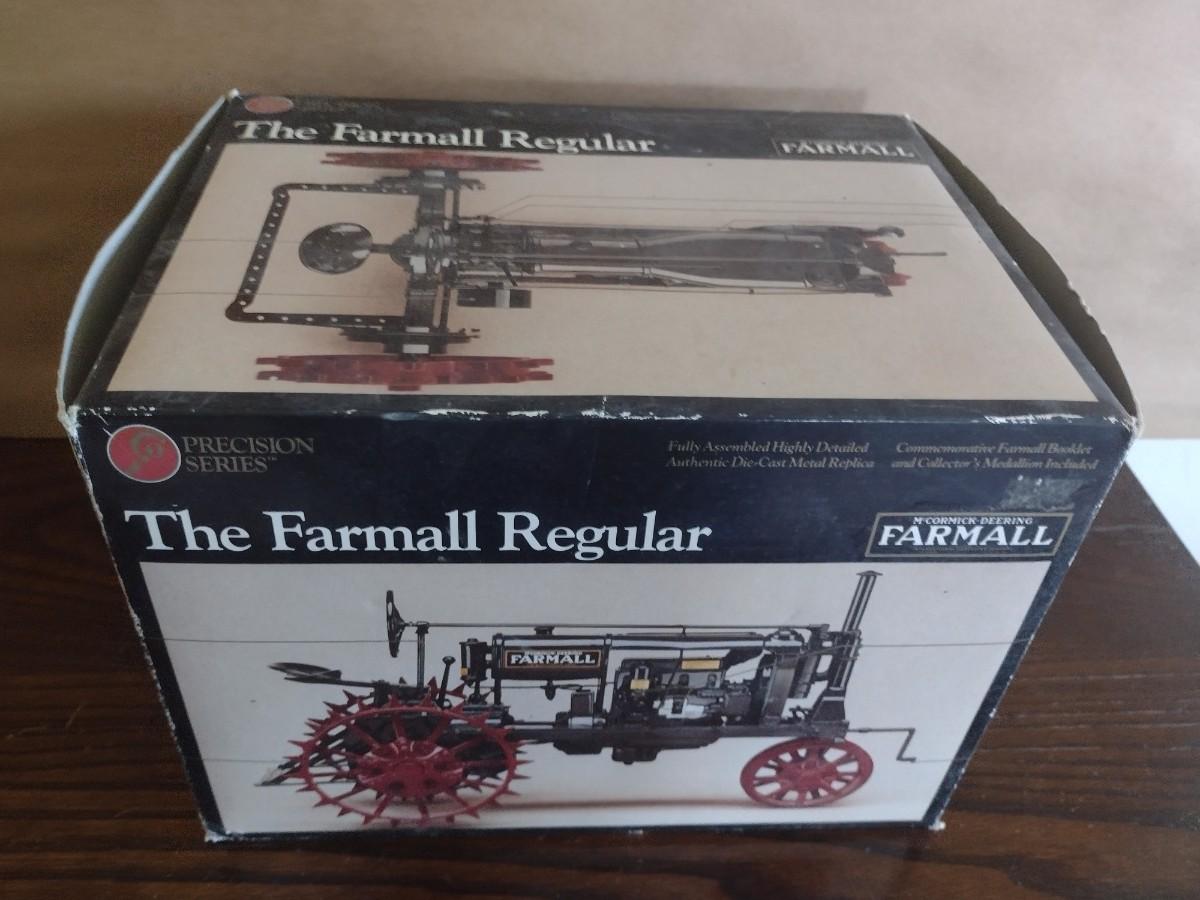 The Farmall Regular
FARMALL
PRECISION
SERIES™
Fully Assembled Highly Detailed
Authentic Die-Cast Metal Replica
Commemorative Farmall Booklet
and Collector's Medallion Included
The Farmall Regular
McCORMICK-DEERING
FARMALL
FARMALL